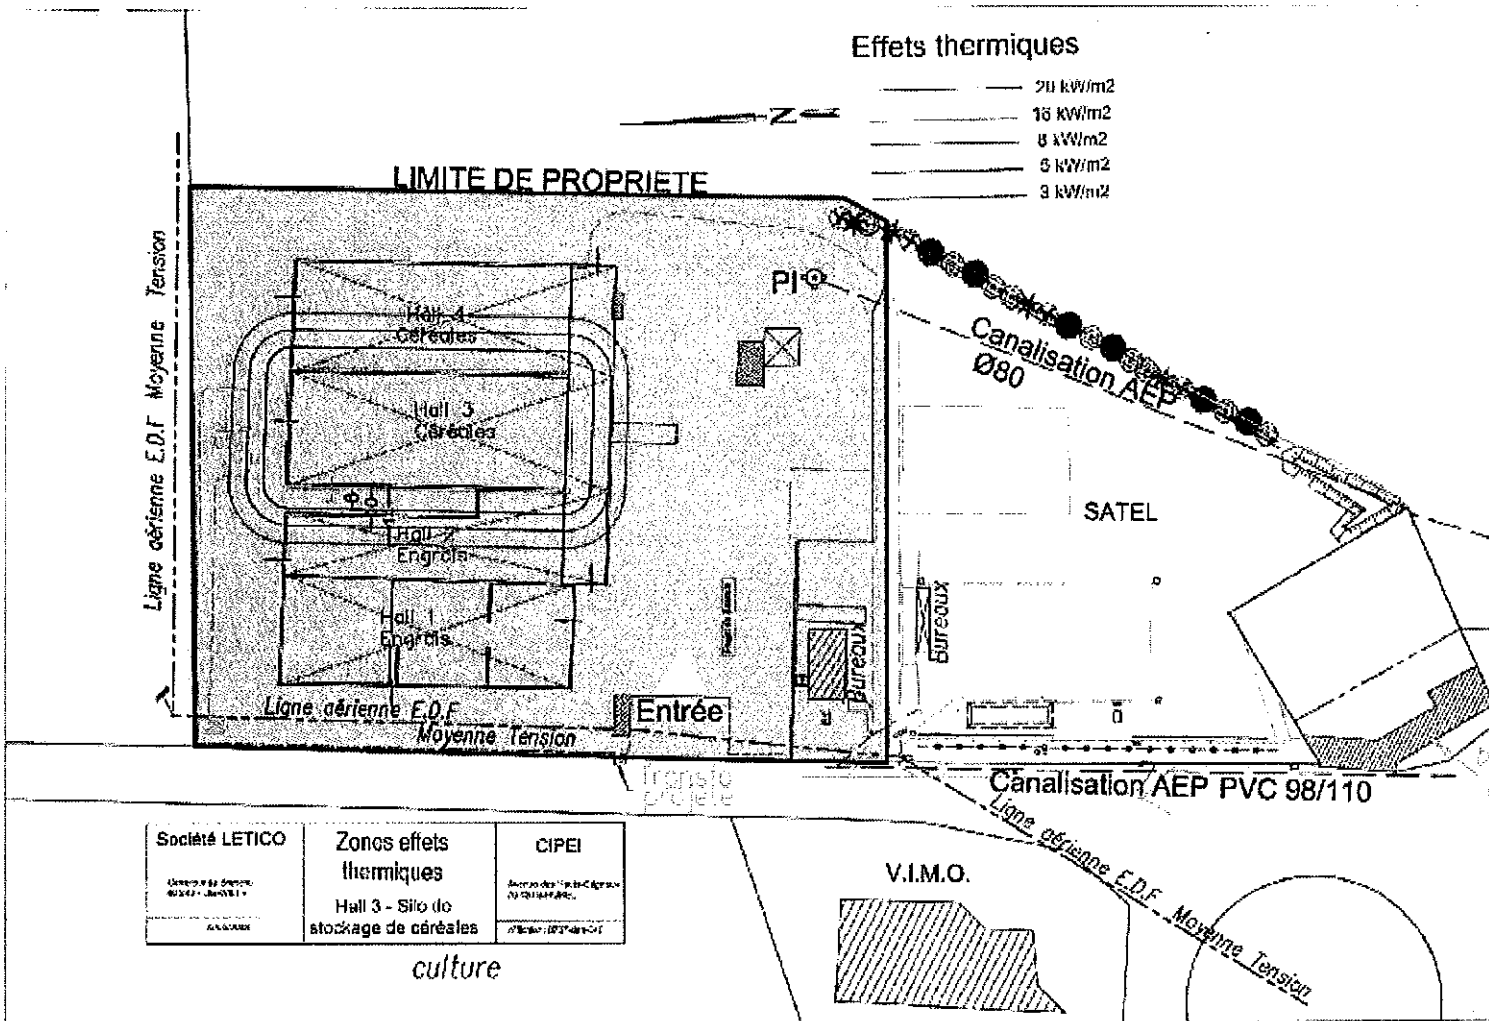 Effets thermiques
20 kW/m2
16 kW/m2
8 kW/m2
5 kW/m2
3 kW/m2
N
LIMITE DE PROPRIETE
Ligne aérienne E.D.F Moyenne Tension
PI
Canalisation AEP
Ø80
Hall 4
Céréales
Hall 3
Céréales
Hall 2
Engrais
Hall 1
Engrais
SATEL
Bureaux
Bureaux
Entrée
Ligne aérienne E.D.F
Moyenne Tension
Transfo
projeté
Canalisation AEP PVC 98/110
Ligne aérienne E.D.F Moyenne Tension
V.I.M.O.
Société LETICO
Zones effets
thermiques
Hall 3 - Silo de
stockage de céréales
CIPEI
culture